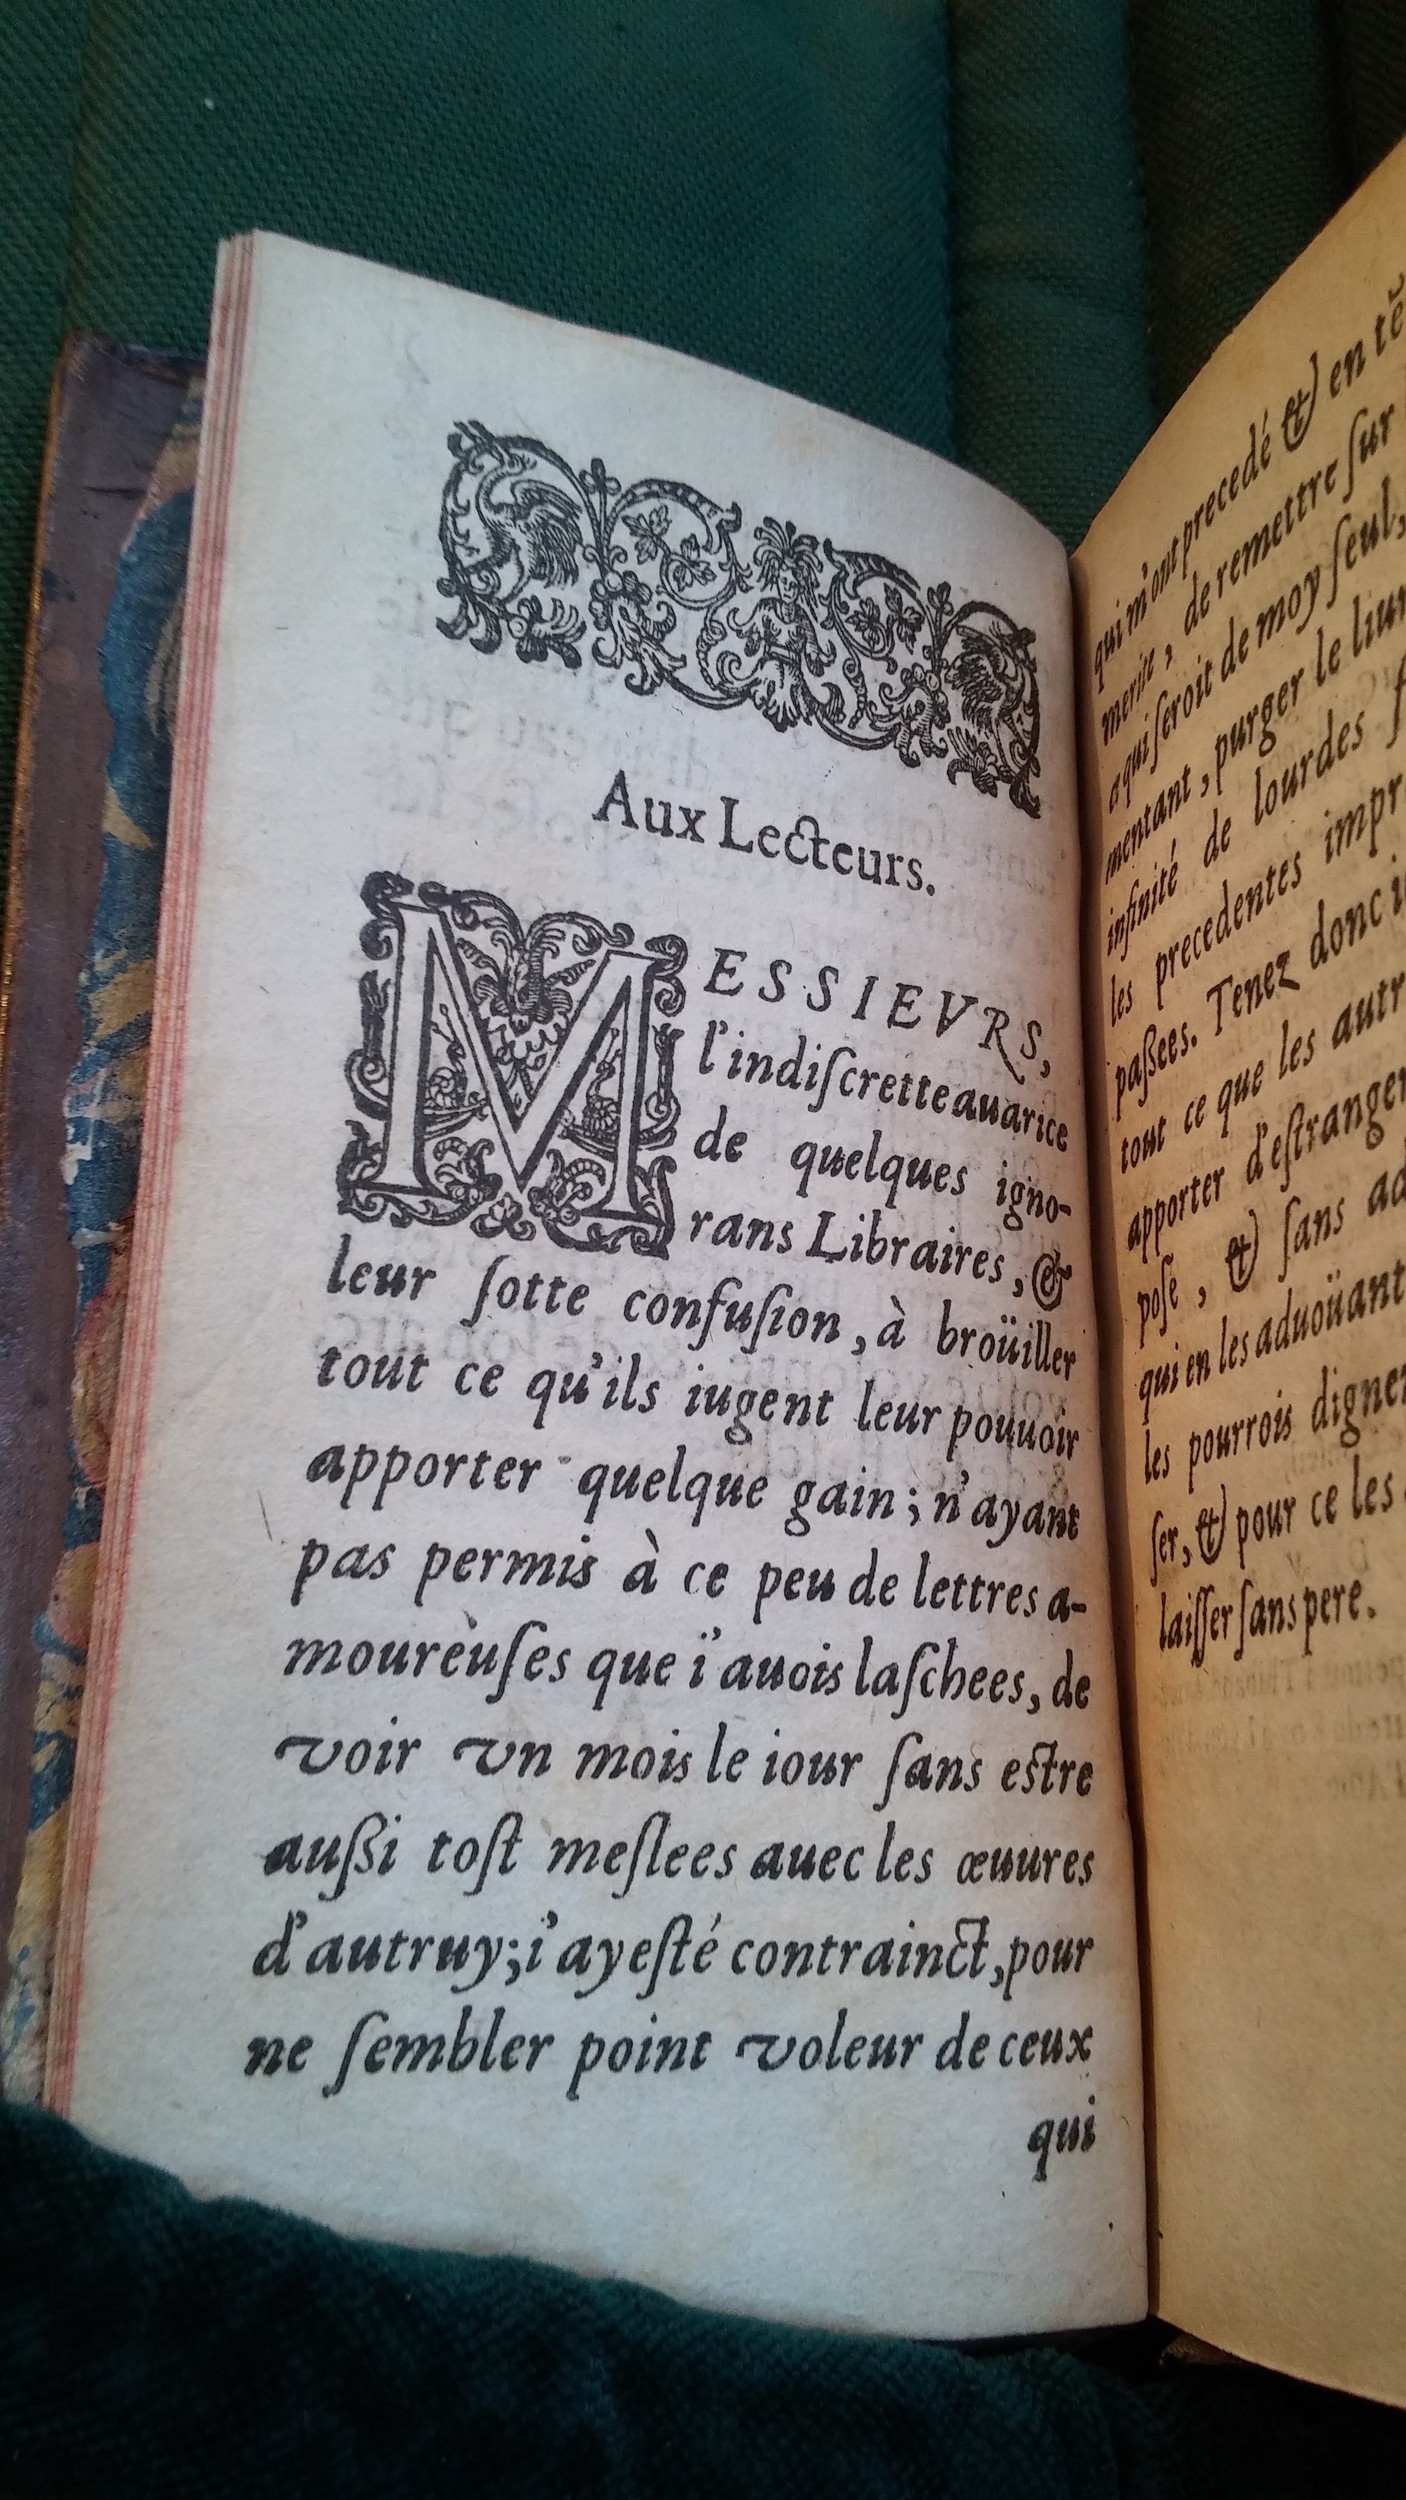 Aux Lecteurs.
MESSIEVRS,
l'indiſcrette auarice
de quelques igno-
rans Libraires, &
leur ſotte confuſion, à broüiller
tout ce qu'ils iugent leur pouuoir
apporter quelque gain; n'ayant
pas permis à ce peu de lettres a-
moureuſes que i'auois laſchees, de
voir vn mois le iour ſans eſtre
außi toſt meſlees auec les œuures
d'autruy; i'ay eſté contrainct, pour
ne ſembler point voleur de ceux
qui
qui m'ont precedé & en tĕ
merite, de remettre ſur
qui ſeroit de moy ſeul,
mentant, purger le liur
infinité de lourdes f
les precedentes impr
paßees. Tenez donc i
tout ce que les autr
apporter d'eſtranger
poſe, & ſans ad
qui en les aduoüant
les pourrois digne
ſer, & pour ce les
laiſſer ſans pere.